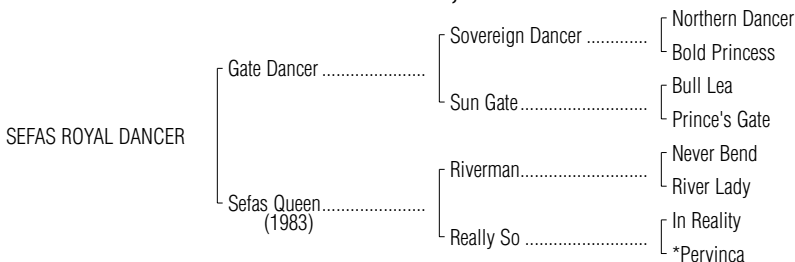 Northern Dancer
Sovereign Dancer ..............
Bold Princess
Gate Dancer ......................
Bull Lea
Sun Gate.............................
Prince's Gate
SEFAS ROYAL DANCER
Never Bend
Riverman.............................
River Lady
Sefas Queen......................
(1983)
In Reality
Really So ............................
*Pervinca